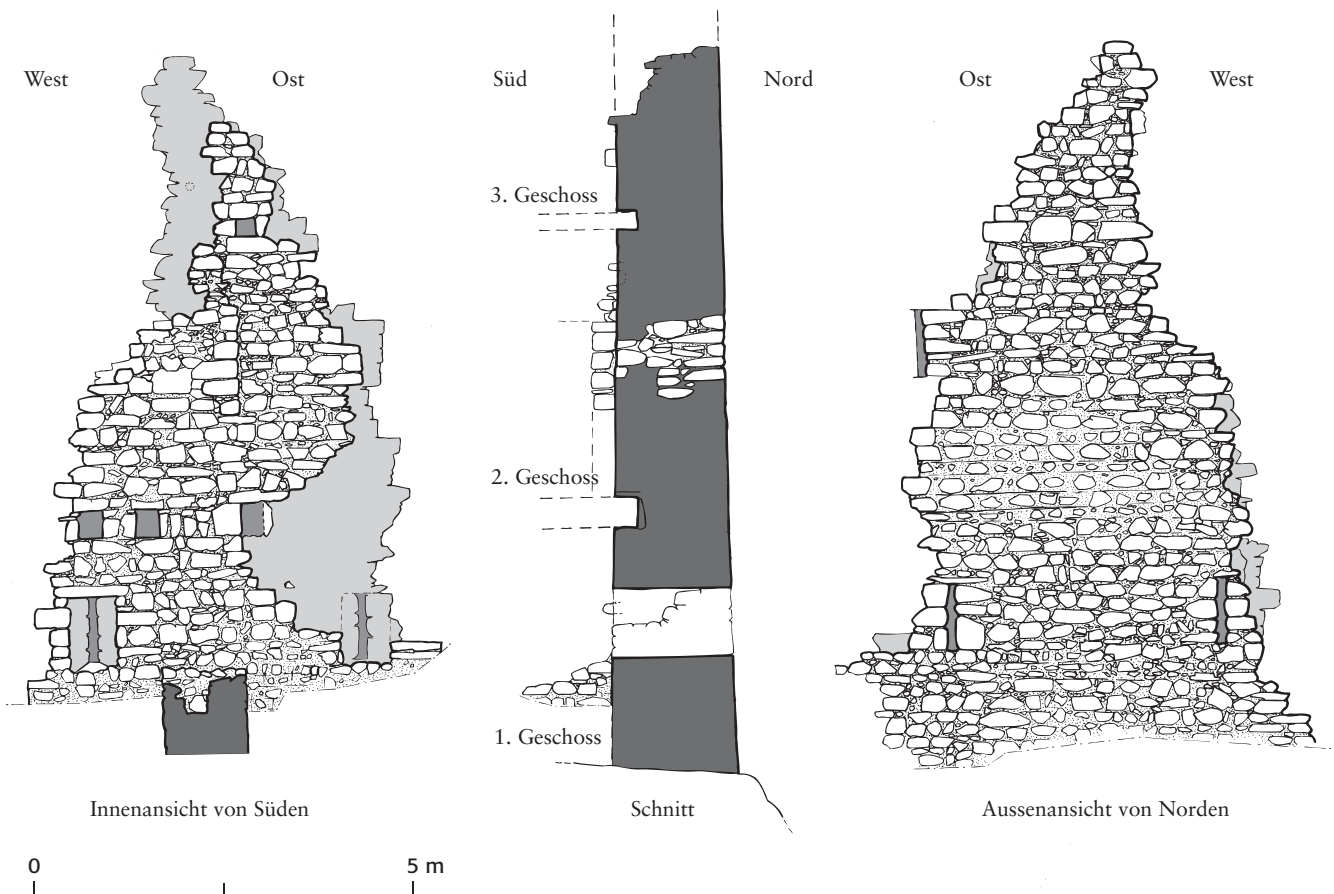 West
Ost
Süd
Nord
Ost
West
3. Geschoss
2. Geschoss
1. Geschoss
Innenansicht von Süden
Schnitt
Aussenansicht von Norden
0
5 m